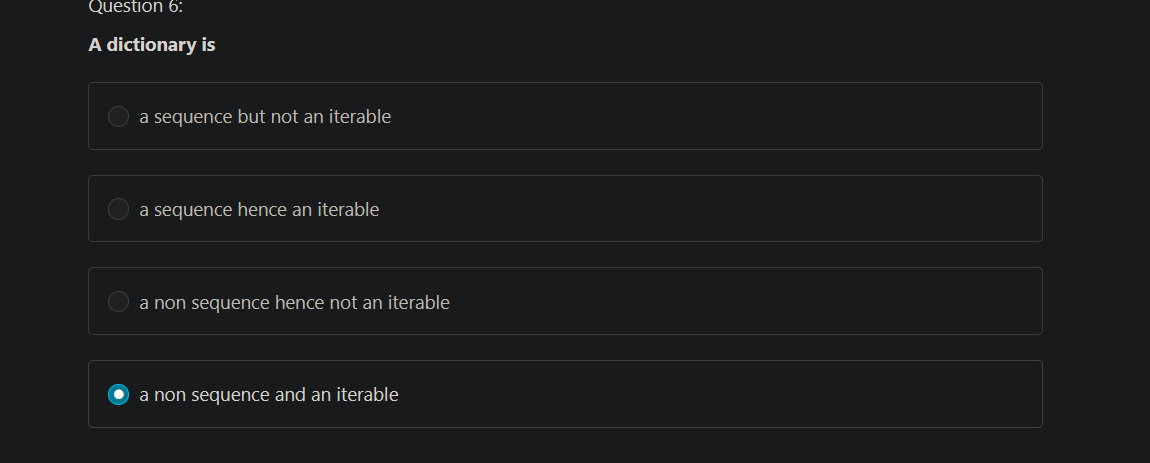 Question 6:
A dictionary is
a sequence but not an iterable
a sequence hence an iterable
a non sequence hence not an iterable
a non sequence and an iterable